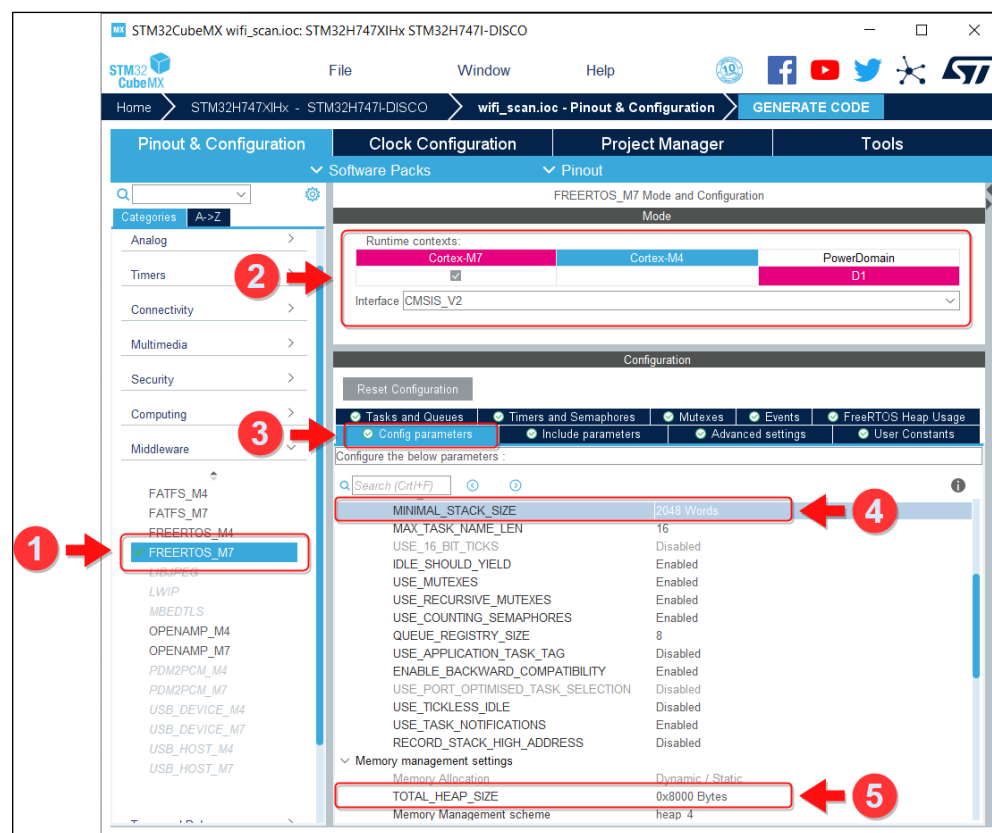 MX STM32CubeMX wifi_scan.ioc: STM32H747XIHx STM32H747I-DISCO
STM32 CubeMX File Window Help 10 ST
Home STM32H747XIHx - STM32H747I-DISCO wifi_scan.ioc - Pinout & Configuration GENERATE CODE
Pinout & Configuration Clock Configuration Project Manager Tools
Software Packs Pinout
Categories A->Z
Analog
Timers
Connectivity
Multimedia
Security
Computing
Middleware
FATFS_M4
FATFS_M7
FREERTOS_M4
FREERTOS_M7
LIBJPEG
LWIP
MBEDTLS
OPENAMP_M4
OPENAMP_M7
PDM2PCM_M4
PDM2PCM_M7
USB_DEVICE_M4
USB_DEVICE_M7
USB_HOST_M4
USB_HOST_M7
FREERTOS_M7 Mode and Configuration
Mode
Runtime contexts:
Cortex-M7 Cortex-M4 PowerDomain
D1
Interface CMSIS_V2
Configuration
Reset Configuration
Tasks and Queues Timers and Semaphores Mutexes Events FreeRTOS Heap Usage
Config parameters Include parameters Advanced settings User Constants
Configure the below parameters :
Search (Crtl+F)
MINIMAL_STACK_SIZE 2048 Words
MAX_TASK_NAME_LEN 16
USE_16_BIT_TICKS Disabled
IDLE_SHOULD_YIELD Enabled
USE_MUTEXES Enabled
USE_RECURSIVE_MUTEXES Enabled
USE_COUNTING_SEMAPHORES Enabled
QUEUE_REGISTRY_SIZE 8
USE_APPLICATION_TASK_TAG Disabled
ENABLE_BACKWARD_COMPATIBILITY Enabled
USE_PORT_OPTIMISED_TASK_SELECTION Disabled
USE_TICKLESS_IDLE Disabled
USE_TASK_NOTIFICATIONS Enabled
RECORD_STACK_HIGH_ADDRESS Disabled
Memory management settings
Memory Allocation Dynamic / Static
TOTAL_HEAP_SIZE 0x8000 Bytes
Memory Management scheme heap_4
1
2
3
4
5